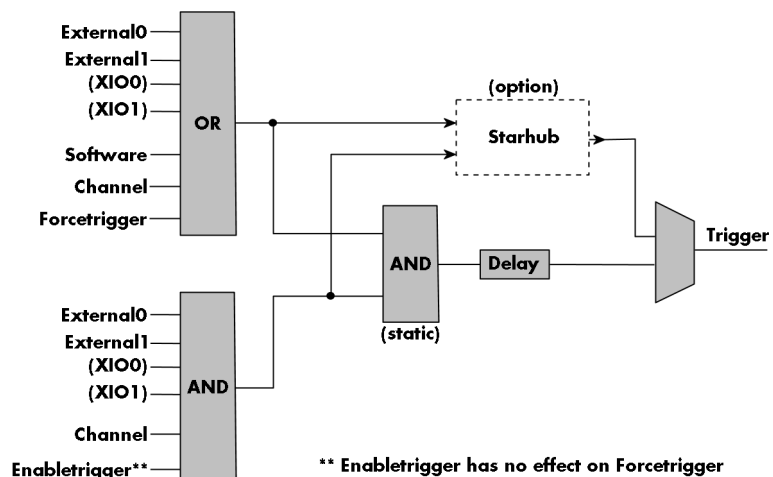 External0
External1
(XIO0)
(XIO1)
Software
Channel
Forcetrigger
OR
(option)
Starhub
AND
(static)
Delay
Trigger
External0
External1
(XIO0)
(XIO1)
Channel
Enabletrigger**
AND
** Enabletrigger has no effect on Forcetrigger